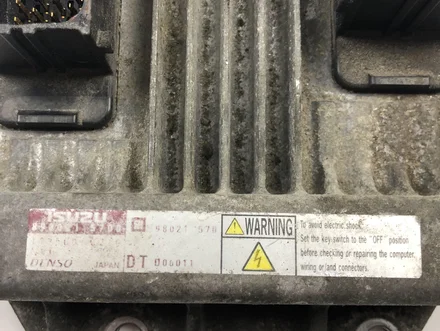 ISUZU
98027 570
DENSO JAPAN DT 006011
WARNING
To avoid electric shock,
Set the key-switch to the "OFF" position
before checking or repairing the computer,
wiring or land connectors.